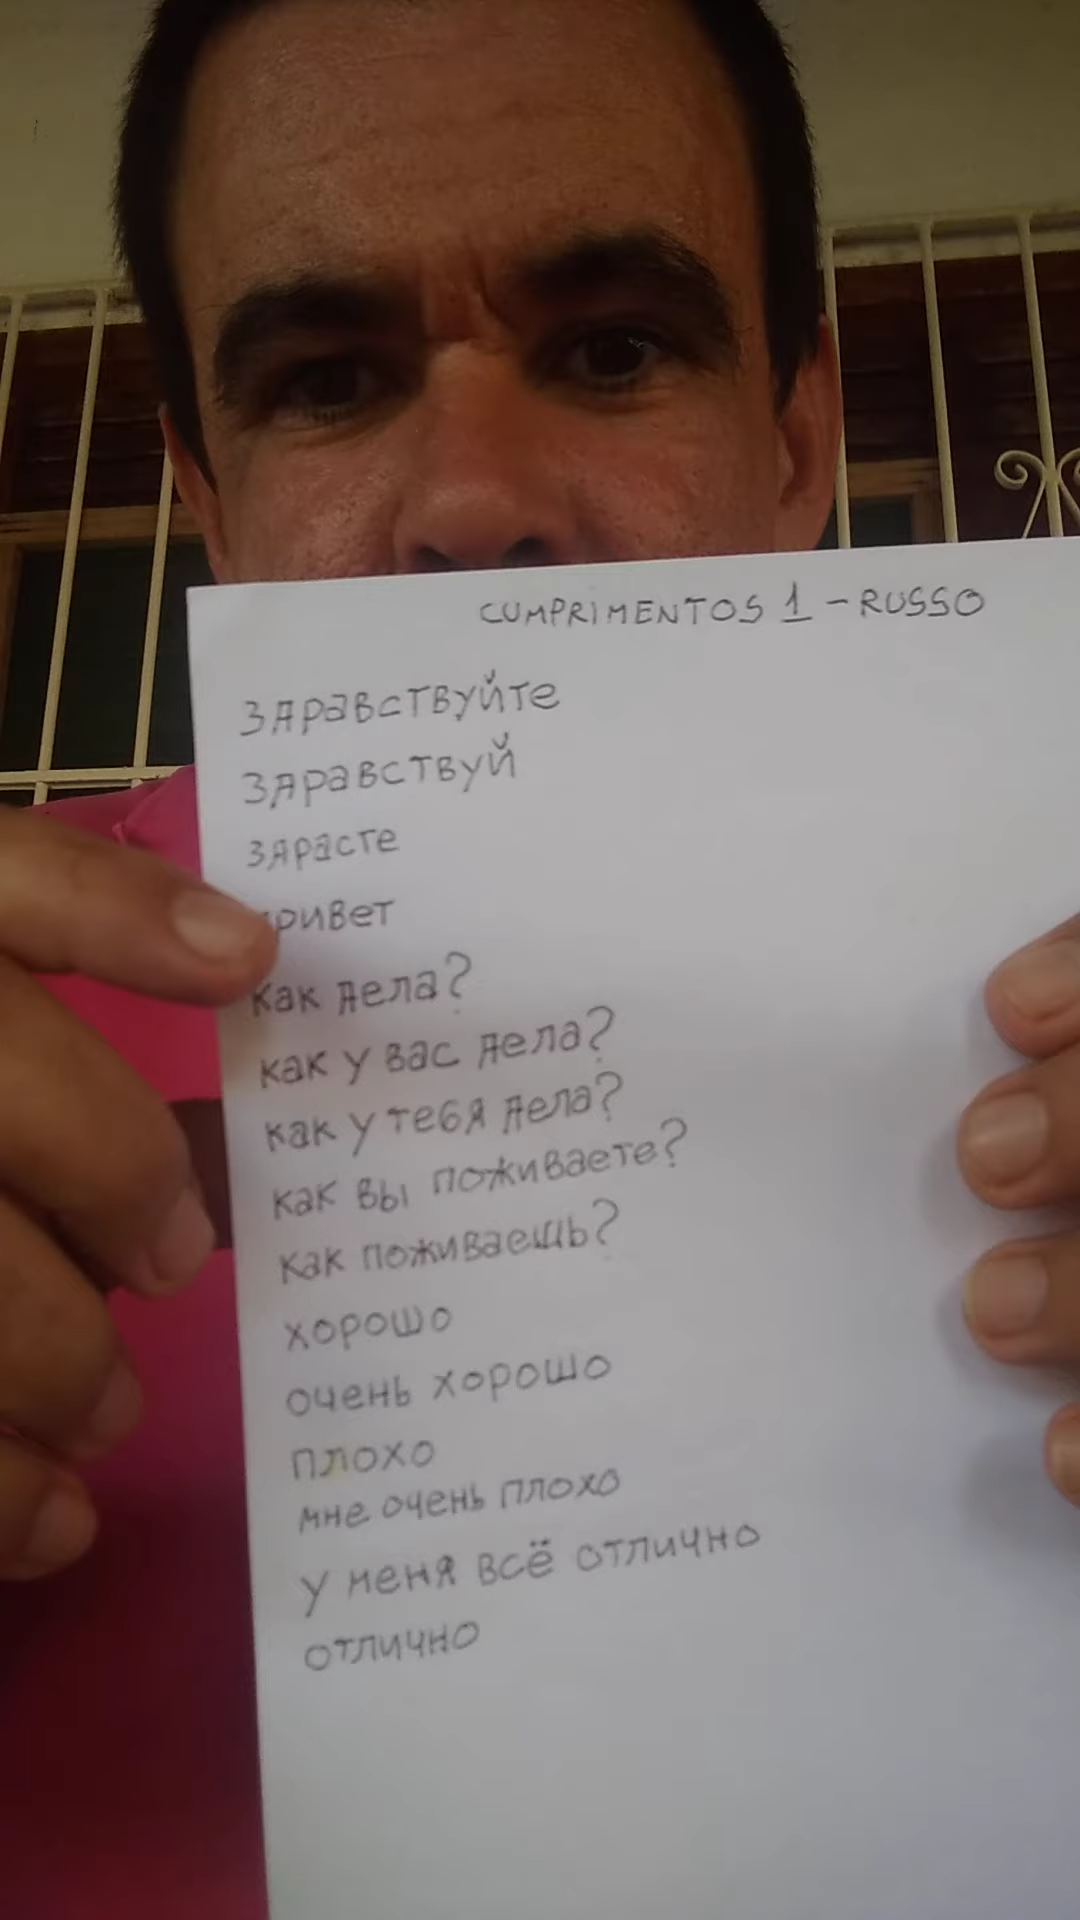 CUMPRIMENTOS 1 - RUSSO
здравствуйте
здравствуй
здрасте
привет
как дела?
как у вас дела?
как у тебя дела?
как вы поживаете?
как поживаешь?
хорошо
очень хорошо
плохо
мне очень плохо
у меня всё отлично
отлично